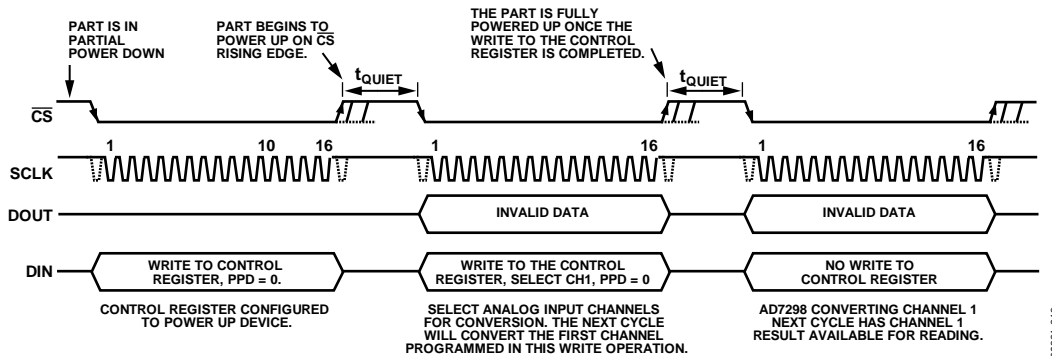 PART IS IN
PARTIAL
POWER DOWN
PART BEGINS TO
POWER UP ON CS
RISING EDGE.
THE PART IS FULLY
POWERED UP ONCE THE
WRITE TO THE CONTROL
REGISTER IS COMPLETED.
tQUIET
tQUIET
CS
1 10 16 1 16 1 16
SCLK
DOUT INVALID DATA INVALID DATA
DIN
WRITE TO CONTROL
REGISTER, PPD = 0.
WRITE TO THE CONTROL
REGISTER, SELECT CH1, PPD = 0
NO WRITE TO
CONTROL REGISTER
CONTROL REGISTER CONFIGURED
TO POWER UP DEVICE.
SELECT ANALOG INPUT CHANNELS
FOR CONVERSION. THE NEXT CYCLE
WILL CONVERT THE FIRST CHANNEL
PROGRAMMED IN THIS WRITE OPERATION.
AD7298 CONVERTING CHANNEL 1
NEXT CYCLE HAS CHANNEL 1
RESULT AVAILABLE FOR READING.